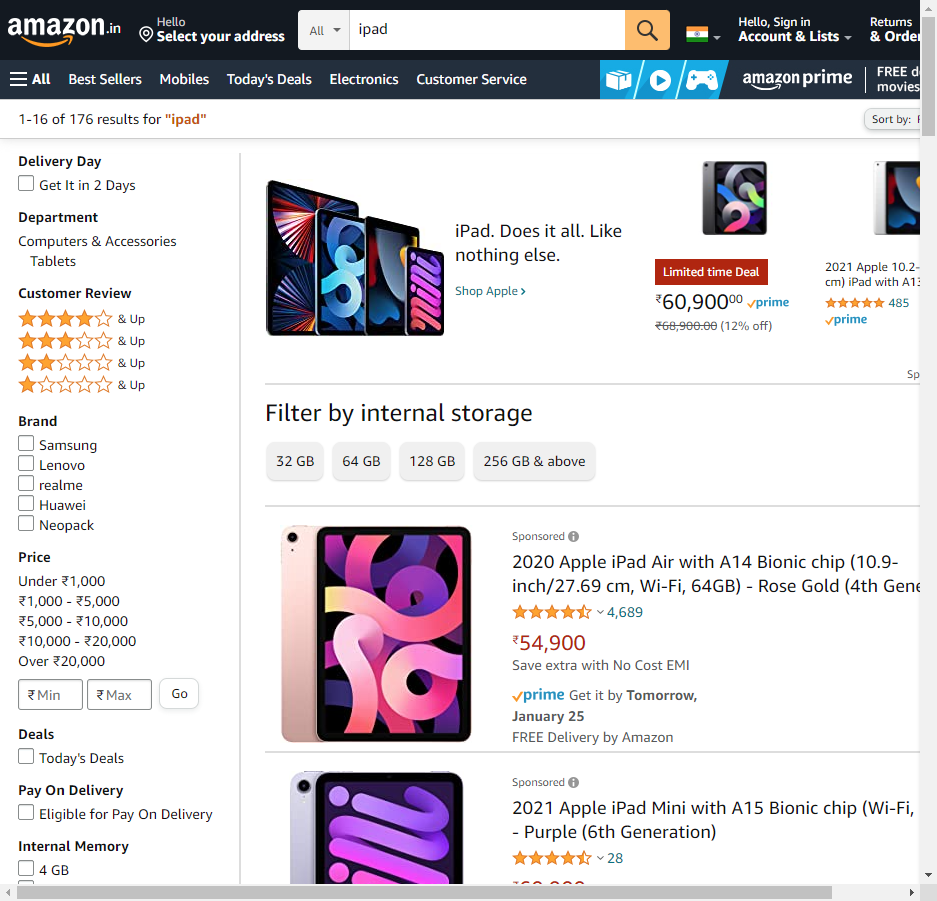 amazon.in
Hello
Select your address
All
ipad
Hello, Sign in
Account & Lists
Returns
& Order
All
Best Sellers
Mobiles
Today's Deals
Electronics
Customer Service
amazon prime
FREE de
movies
1-16 of 176 results for "ipad"
Sort by:
Delivery Day
Get It in 2 Days
Department
Computers & Accessories
Tablets
Customer Review
& Up
& Up
& Up
& Up
Brand
Samsung
Lenovo
realme
Huawei
Neopack
Price
Under ₹1,000
₹1,000 - ₹5,000
₹5,000 - ₹10,000
₹10,000 - ₹20,000
Over ₹20,000
₹ Min
₹ Max
Go
Deals
Today's Deals
Pay On Delivery
Eligible for Pay On Delivery
Internal Memory
4 GB
iPad. Does it all. Like
nothing else.
Shop Apple ›
Limited time Deal
₹60,90000 prime
₹68,900.00 (12% off)
2021 Apple 10.2-
cm) iPad with A13
485
prime
Sp
Filter by internal storage
32 GB
64 GB
128 GB
256 GB & above
Sponsored
2020 Apple iPad Air with A14 Bionic chip (10.9-
inch/27.69 cm, Wi-Fi, 64GB) - Rose Gold (4th Gene
4,689
₹54,900
Save extra with No Cost EMI
prime Get it by Tomorrow,
January 25
FREE Delivery by Amazon
Sponsored
2021 Apple iPad Mini with A15 Bionic chip (Wi-Fi,
- Purple (6th Generation)
28